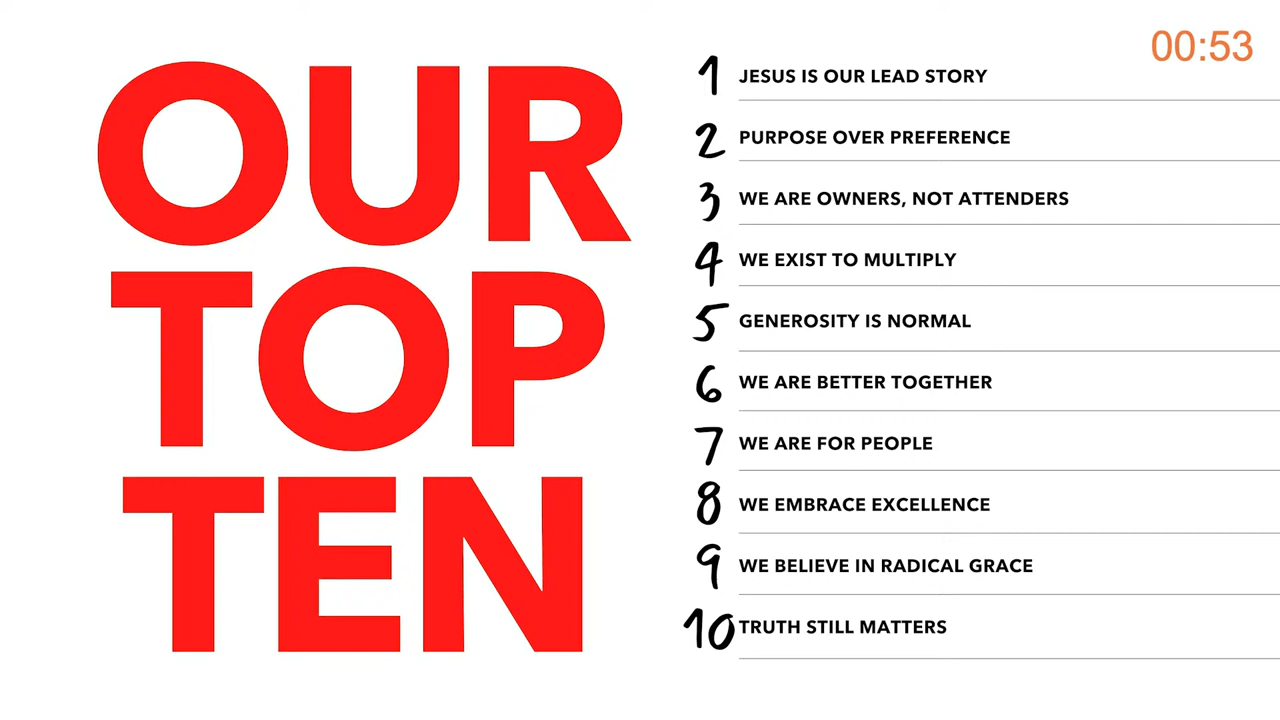 OUR
TOP
TEN
00:53
1 JESUS IS OUR LEAD STORY
2 PURPOSE OVER PREFERENCE
3 WE ARE OWNERS, NOT ATTENDERS
4 WE EXIST TO MULTIPLY
5 GENEROSITY IS NORMAL
6 WE ARE BETTER TOGETHER
7 WE ARE FOR PEOPLE
8 WE EMBRACE EXCELLENCE
9 WE BELIEVE IN RADICAL GRACE
10 TRUTH STILL MATTERS